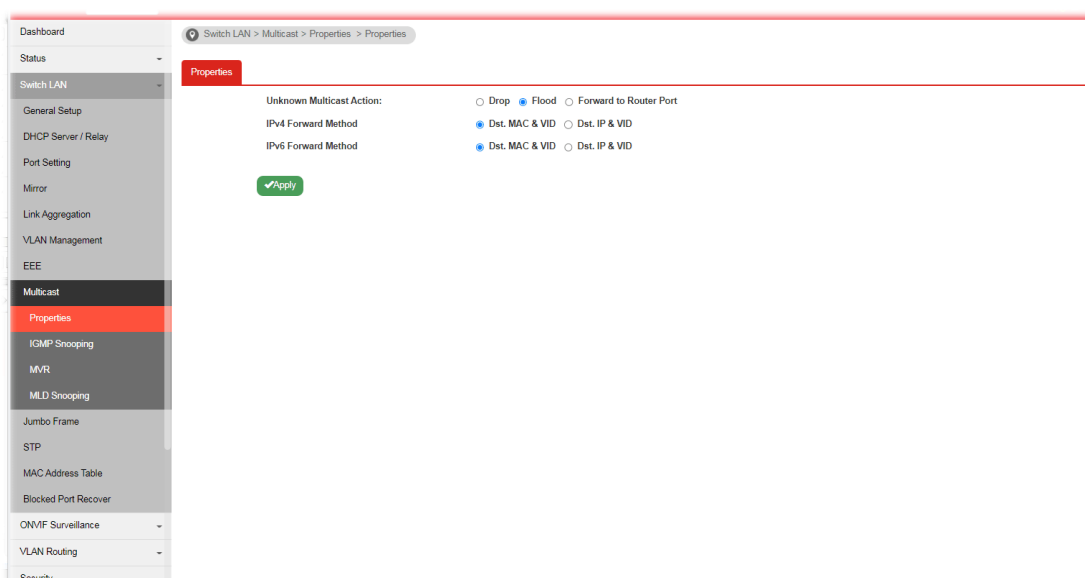 Dashboard
Status
Switch LAN
General Setup
DHCP Server / Relay
Port Setting
Mirror
Link Aggregation
VLAN Management
EEE
Multicast
Properties
IGMP Snooping
MVR
MLD Snooping
Jumbo Frame
STP
MAC Address Table
Blocked Port Recover
ONVIF Surveillance
VLAN Routing
Security
Switch LAN > Multicast > Properties > Properties
Properties
Unknown Multicast Action: Drop Flood Forward to Router Port
IPv4 Forward Method Dst. MAC & VID Dst. IP & VID
IPv6 Forward Method Dst. MAC & VID Dst. IP & VID
Apply